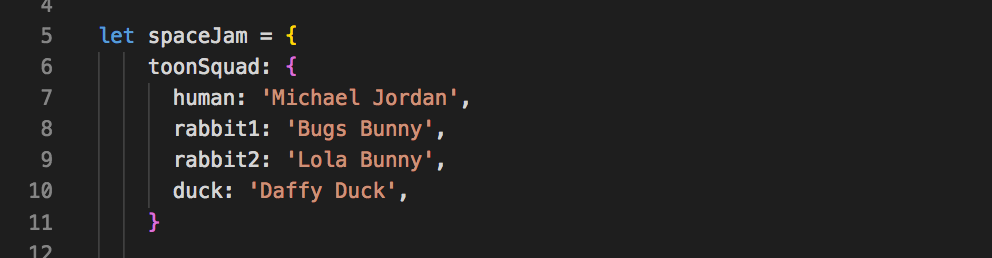 4
5 let spaceJam = {
6 toonSquad: {
7 human: 'Michael Jordan',
8 rabbit1: 'Bugs Bunny',
9 rabbit2: 'Lola Bunny',
10 duck: 'Daffy Duck',
11 }
12